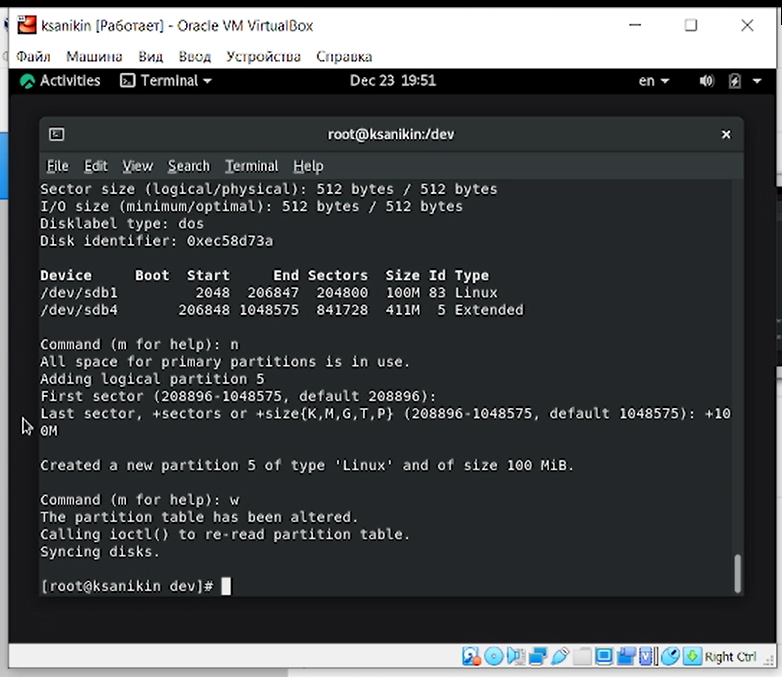 ksanikin [Работает] - Oracle VM VirtualBox
Файл Машина Вид Ввод Устройства Справка
Activities Terminal Dec 23 19:51 en
root@ksanikin:/dev
File Edit View Search Terminal Help
Sector size (logical/physical): 512 bytes / 512 bytes
I/O size (minimum/optimal): 512 bytes / 512 bytes
Disklabel type: dos
Disk identifier: 0xec58d73a
Device Boot Start End Sectors Size Id Type
/dev/sdb1 2048 206847 204800 100M 83 Linux
/dev/sdb4 206848 1048575 841728 411M 5 Extended
Command (m for help): n
All space for primary partitions is in use.
Adding logical partition 5
First sector (208896-1048575, default 208896):
Last sector, +sectors or +size{K,M,G,T,P} (208896-1048575, default 1048575): +10
0M
Created a new partition 5 of type 'Linux' and of size 100 MiB.
Command (m for help): w
The partition table has been altered.
Calling ioctl() to re-read partition table.
Syncing disks.
[root@ksanikin dev]#
Right Ctrl